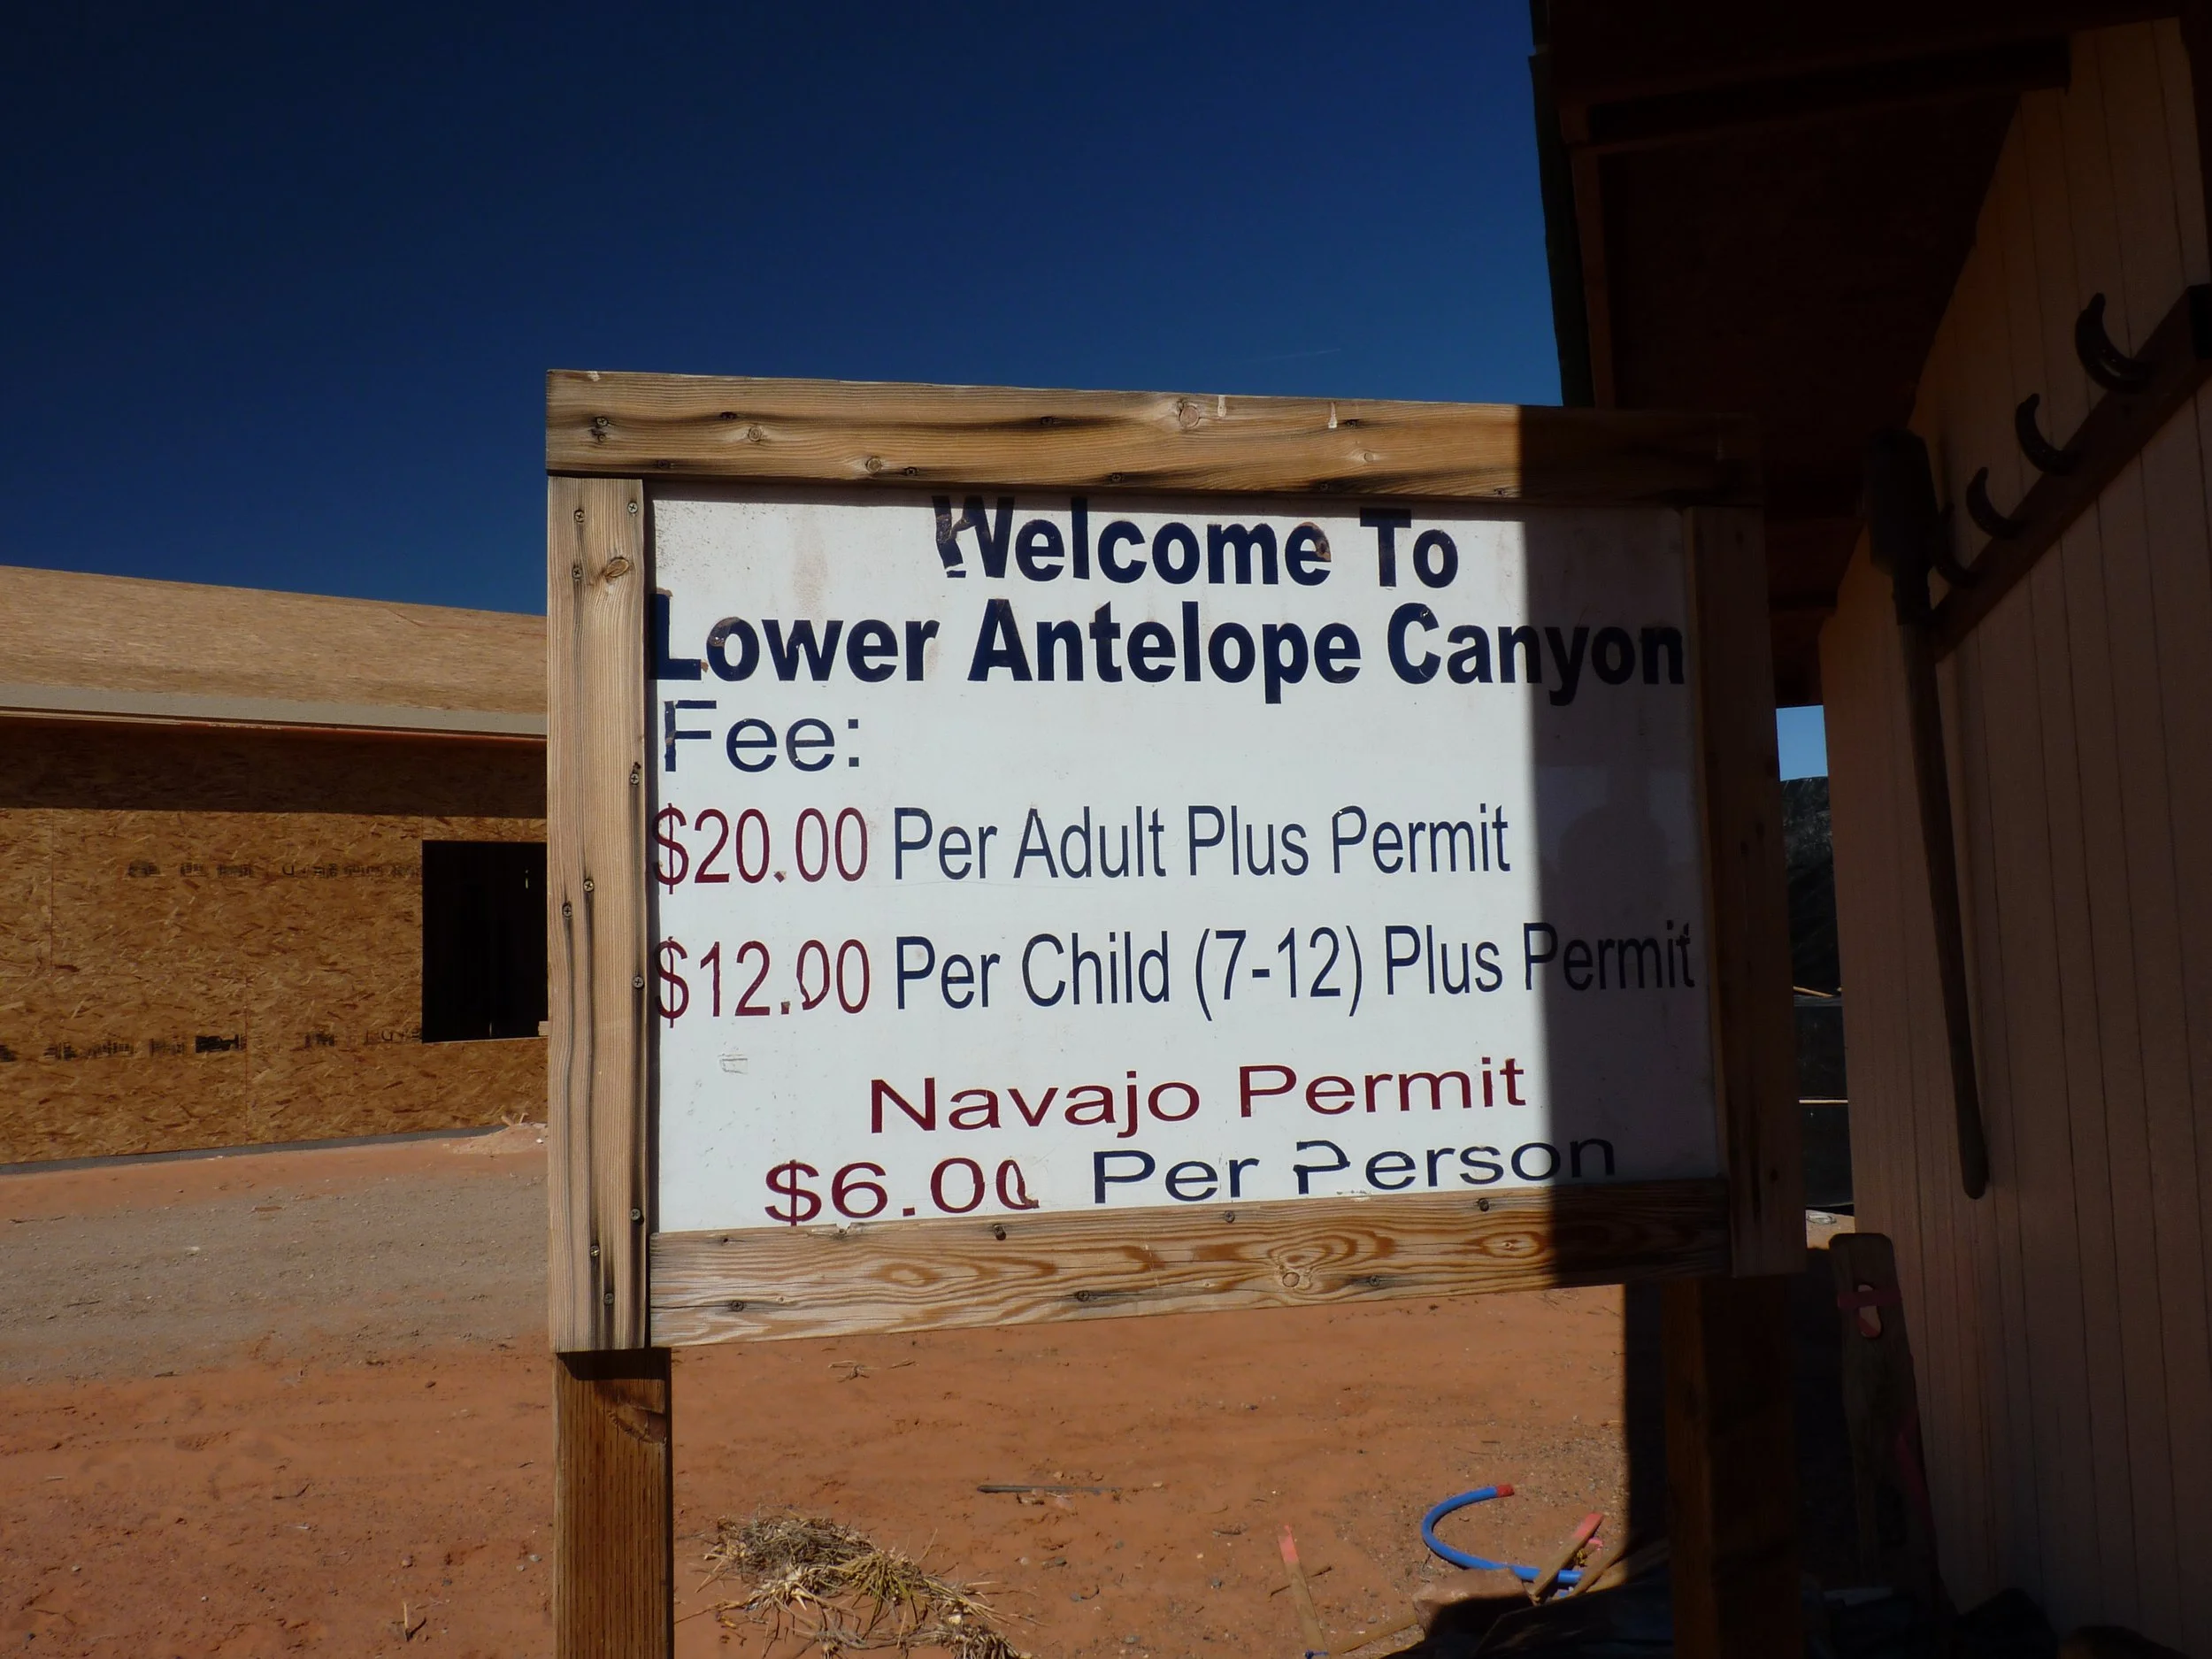 Welcome To
Lower Antelope Canyon
Fee:
$20.00 Per Adult Plus Permit
$12.00 Per Child (7-12) Plus Permit
Navajo Permit
$6.00 Per Person